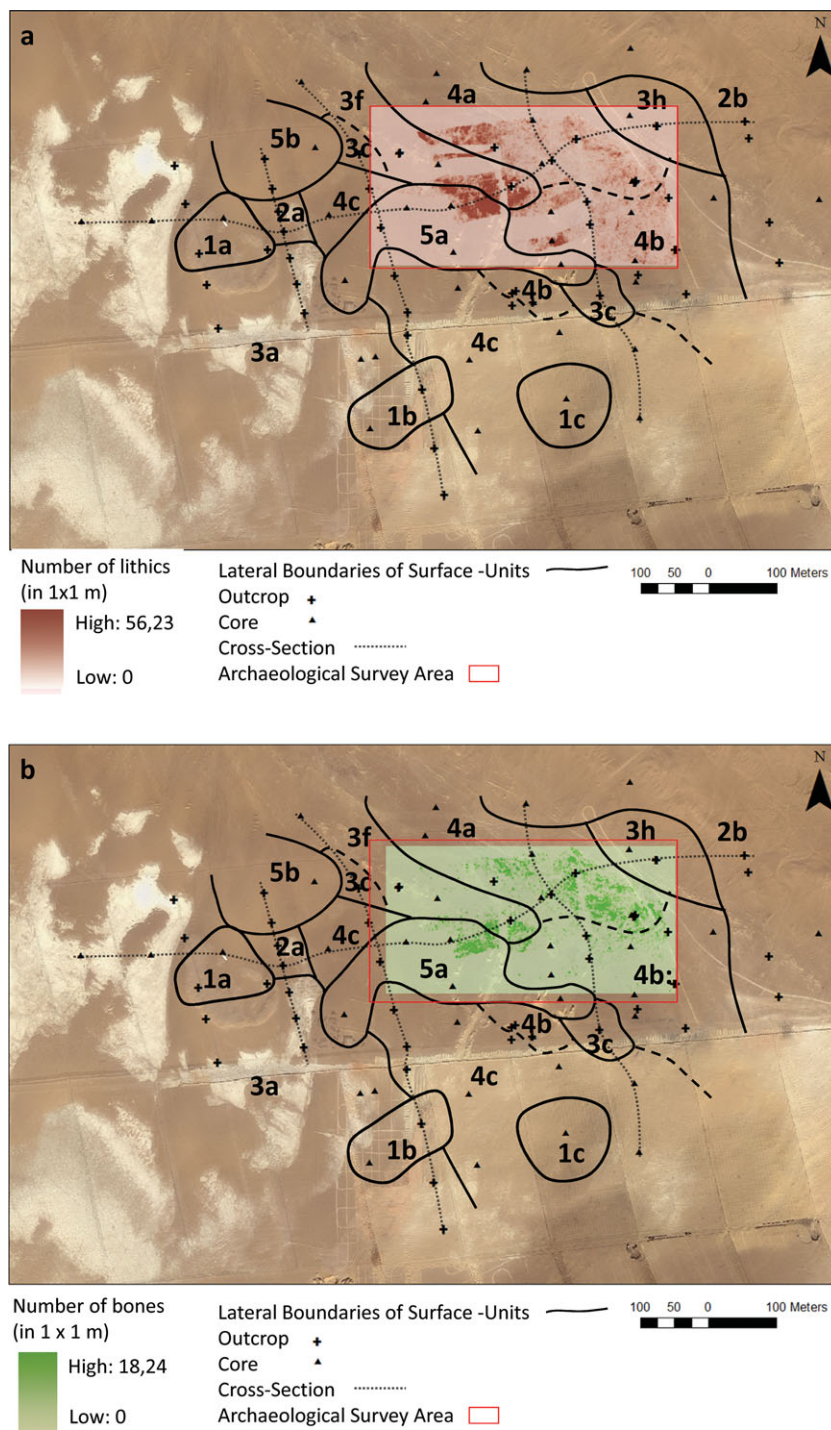 a
N
3f
4a
3h
2b
5b
3d
4c
2a
1a
5a
4b
4b
3c
3a
4c
1b
1c
Number of lithics
(in 1x1 m)
High: 56,23
Low: 0
Lateral Boundaries of Surface -Units
Outcrop
Core
Cross-Section
Archaeological Survey Area
100 50 0 100 Meters
b
N
3f
4a
3h
2b
5b
3d
4c
2a
1a
5a
4b:
4b
3c
3a
4c
1b
1c
Number of bones
(in 1 x 1 m)
High: 18,24
Low: 0
Lateral Boundaries of Surface -Units
Outcrop
Core
Cross-Section
Archaeological Survey Area
100 50 0 100 Meters